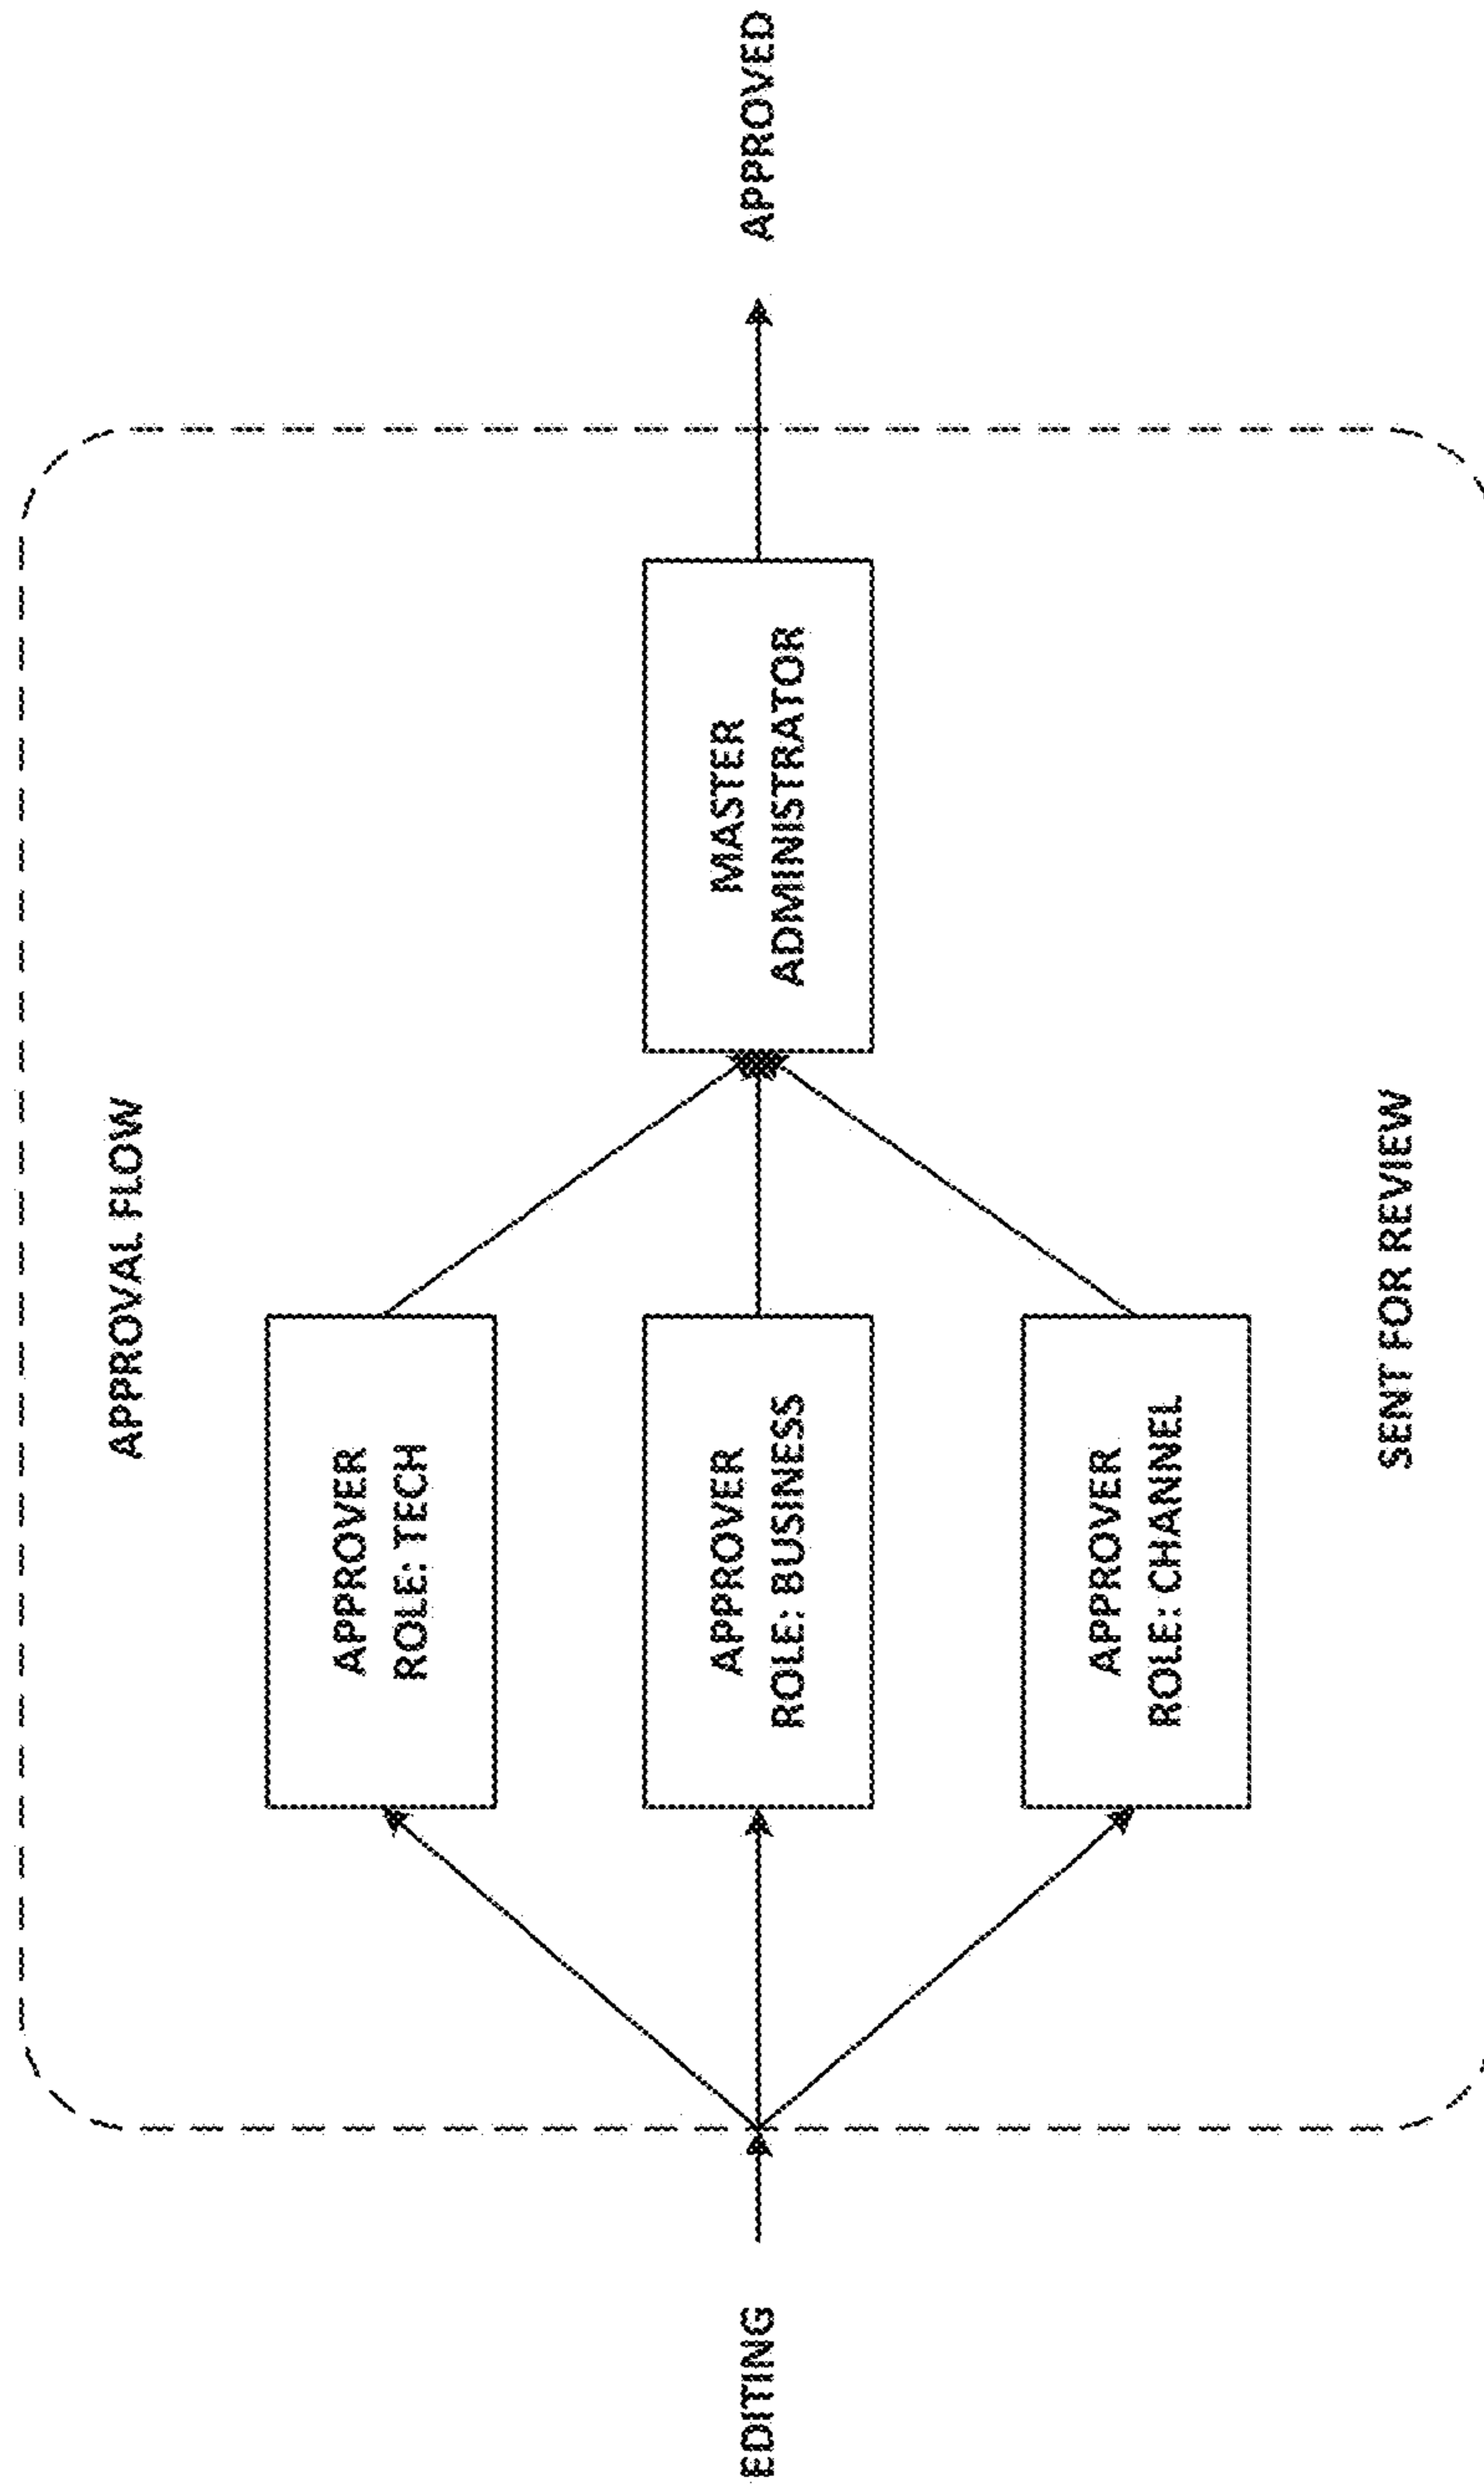 APPROVAL FLOW
EDITING
APPROVER
ROLE: TECH
APPROVER
ROLE: BUSINESS
APPROVER
ROLE: CHANNEL
MASTER
ADMINISTRATOR
APPROVED
SENT FOR REVIEW